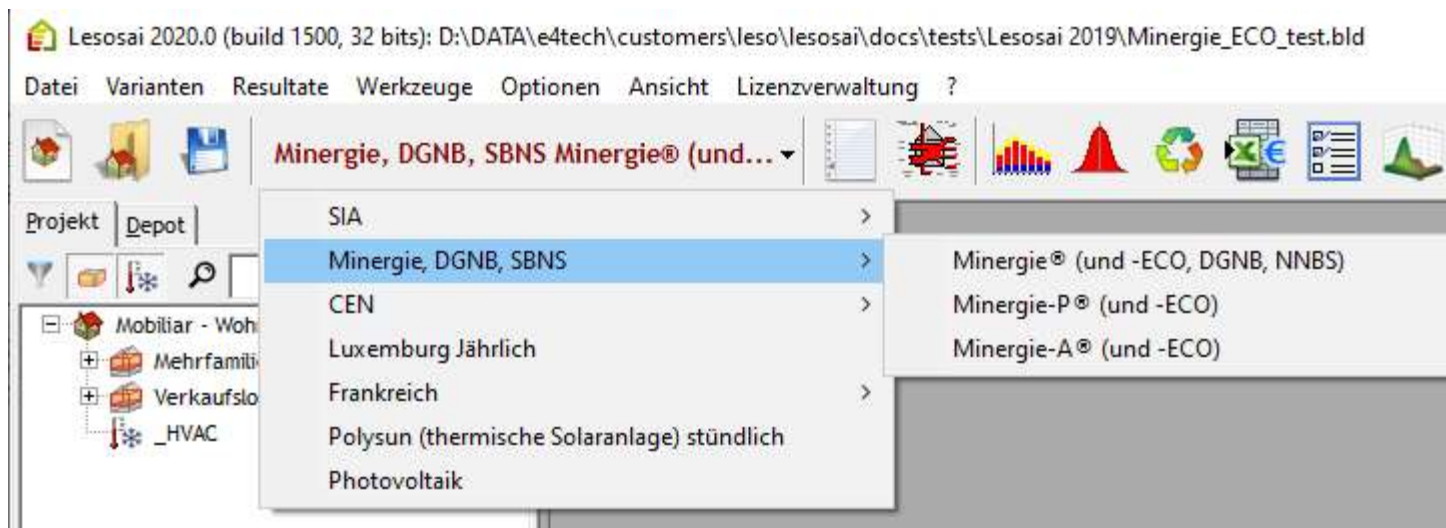 Lesosai 2020.0 (build 1500, 32 bits): D:\DATA\e4tech\customers\leso\lesosai\docs\tests\Lesosai 2019\Minergie_ECO_test.bld
Datei Varianten Resultate Werkzeuge Optionen Ansicht Lizenzverwaltung ?
Minergie, DGNB, SBNS Minergie® (und...
Projekt Depot
Mobiliar - Woh
Mehrfamili
Verkaufslo
_HVAC
SIA
Minergie, DGNB, SBNS
CEN
Luxemburg Jährlich
Frankreich
Polysun (thermische Solaranlage) stündlich
Photovoltaik
Minergie® (und -ECO, DGNB, NNBS)
Minergie-P® (und -ECO)
Minergie-A® (und -ECO)